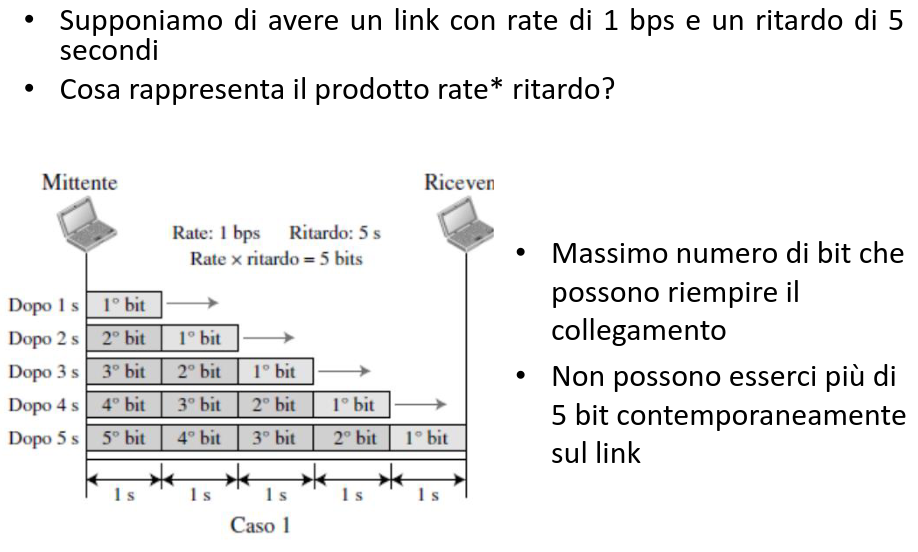 • Supponiamo di avere un link con rate di 1 bps e un ritardo di 5
secondi
• Cosa rappresenta il prodotto rate* ritardo?
Mittente
Riceven
Rate: 1 bps Ritardo: 5 s
Rate × ritardo = 5 bits
Dopo 1 s 1° bit
Dopo 2 s 2° bit 1° bit
Dopo 3 s 3° bit 2° bit 1° bit
Dopo 4 s 4° bit 3° bit 2° bit 1° bit
Dopo 5 s 5° bit 4° bit 3° bit 2° bit 1° bit
1 s 1 s 1 s 1 s 1 s
Caso 1
• Massimo numero di bit che
possono riempire il
collegamento
• Non possono esserci più di
5 bit contemporaneamente
sul link